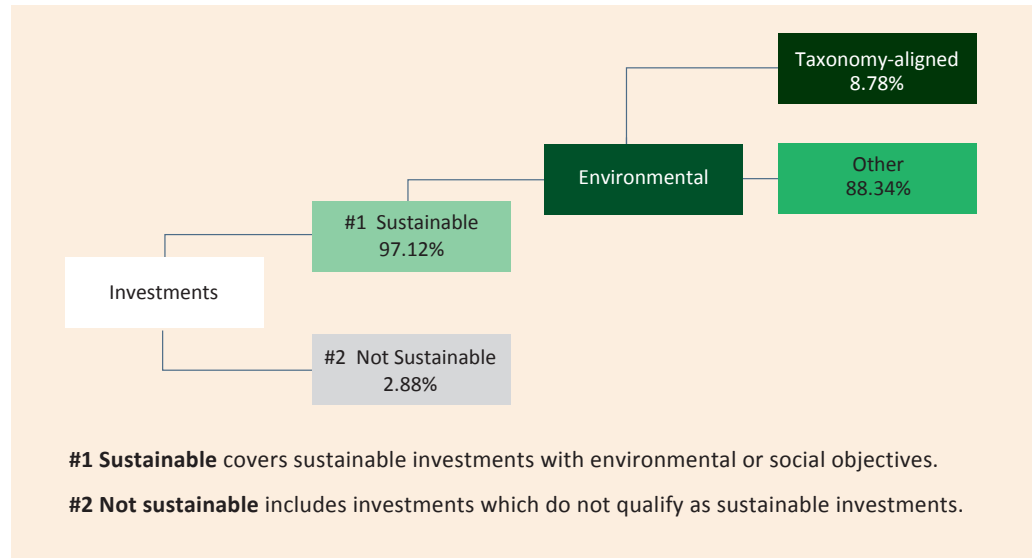 Taxonomy-aligned
8.78%
Environmental
Other
88.34%
#1 Sustainable
97.12%
Investments
#2 Not Sustainable
2.88%
#1 Sustainable covers sustainable investments with environmental or social objectives.
#2 Not sustainable includes investments which do not qualify as sustainable investments.